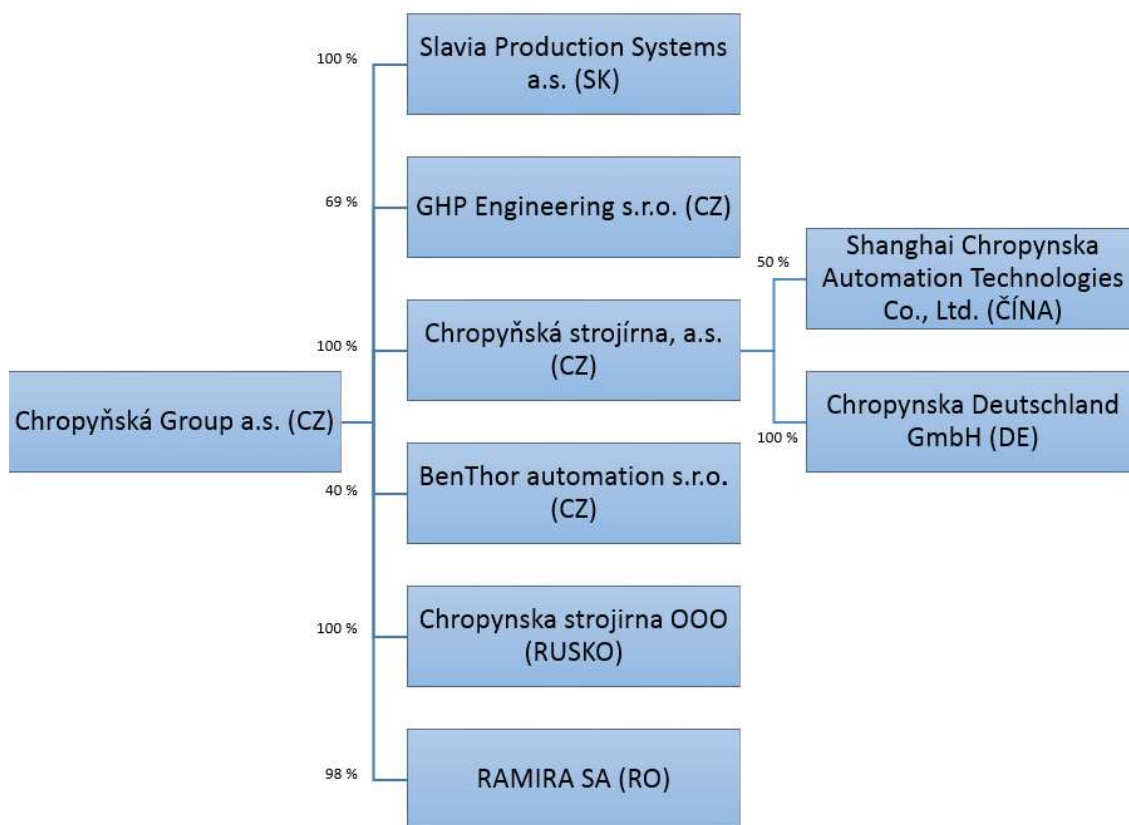 100 %
Slavia Production Systems
a.s. (SK)
69 %
GHP Engineering s.r.o. (CZ)
50 %
Shanghai Chropynska
Automation Technologies
Co., Ltd. (ČÍNA)
100 %
Chropyňská strojírna, a.s.
(CZ)
Chropyňská Group a.s. (CZ)
100 %
Chropynska Deutschland
GmbH (DE)
40 %
BenThor automation s.r.o.
(CZ)
100 %
Chropynska strojirna OOO
(RUSKO)
98 %
RAMIRA SA (RO)